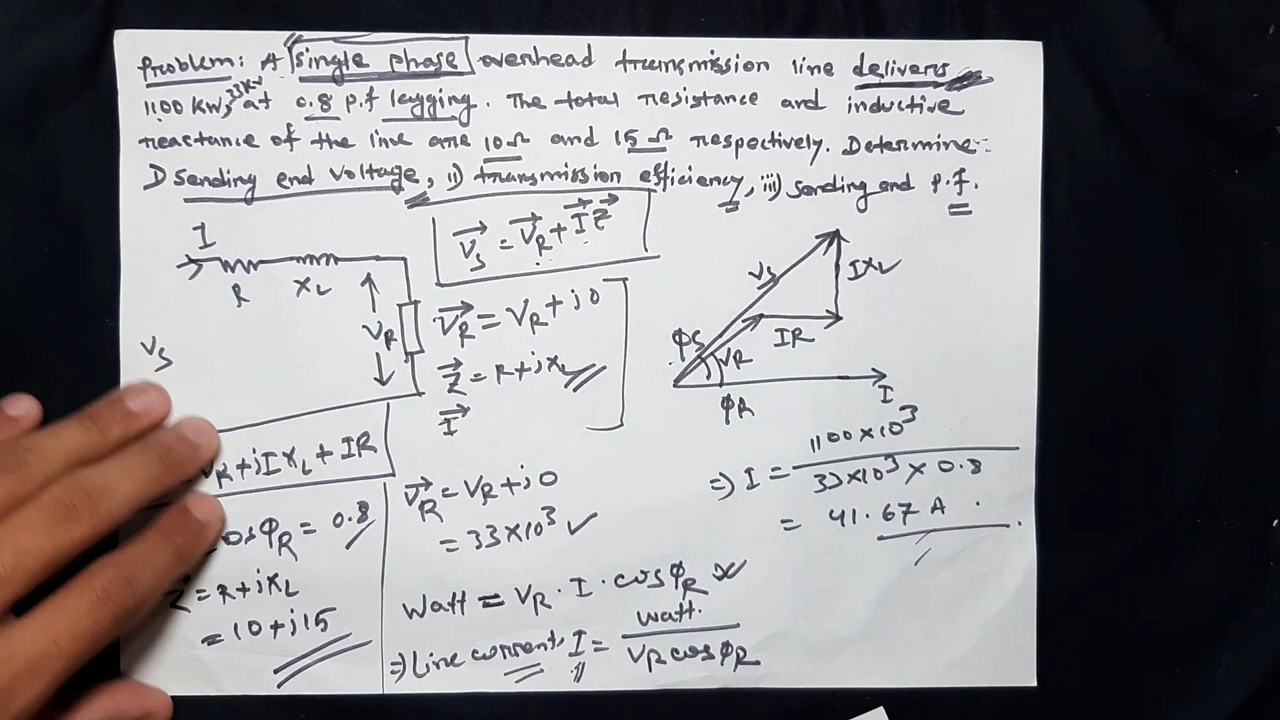 Problem: A single phase overhead transmission line delivers
1100 KW, 33KV at 0.8 P.f legging. The total resistance and inductive
reactance of the line are 10Ω and 15Ω respectively. Determine:
I) Sending end voltage, ii) transmission efficiency, iii) sending end P.f.
I
R XL
VR
VS
VS = VR + I Z
VR = VR + j0
Z = R + jXL
I
VS
IXL
IR
φS
VR
φR
I
R + jIXL + IR
os φR = 0.8
= R + jXL
= 10 + j15
VR = VR + j0
= 33×10³ ✓
Watt = VR . I . cosφR
⇒ Line current, I = watt. / VR cosφR
⇒ I = 1100×10³ / 33×10³ × 0.8
= 41.67 A